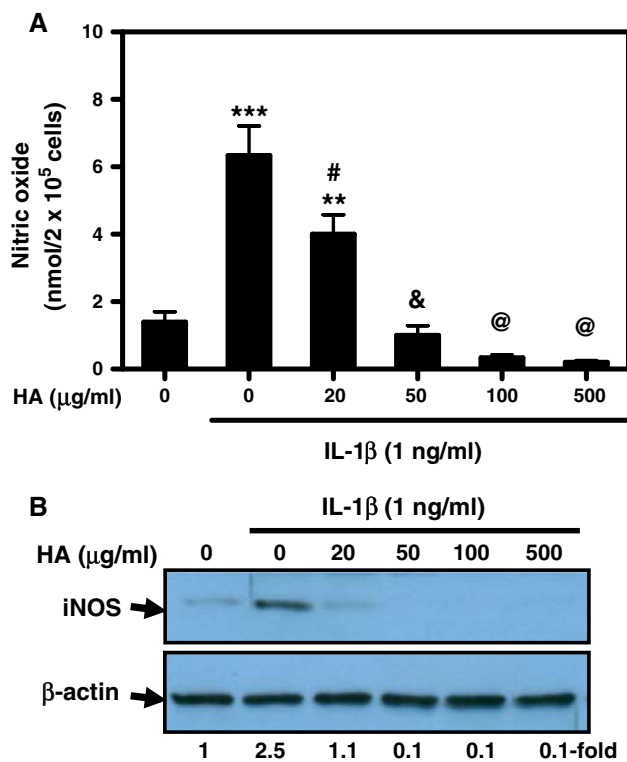 A
Nitric oxide
(nmol/2 x 10⁵ cells)
10
8
6
4
2
0
***
#
**
&
@
@
HA (μg/ml) 0 0 20 50 100 500
IL-1β (1 ng/ml)
B
IL-1β (1 ng/ml)
HA (μg/ml) 0 0 20 50 100 500
iNOS
β-actin
1 2.5 1.1 0.1 0.1 0.1-fold